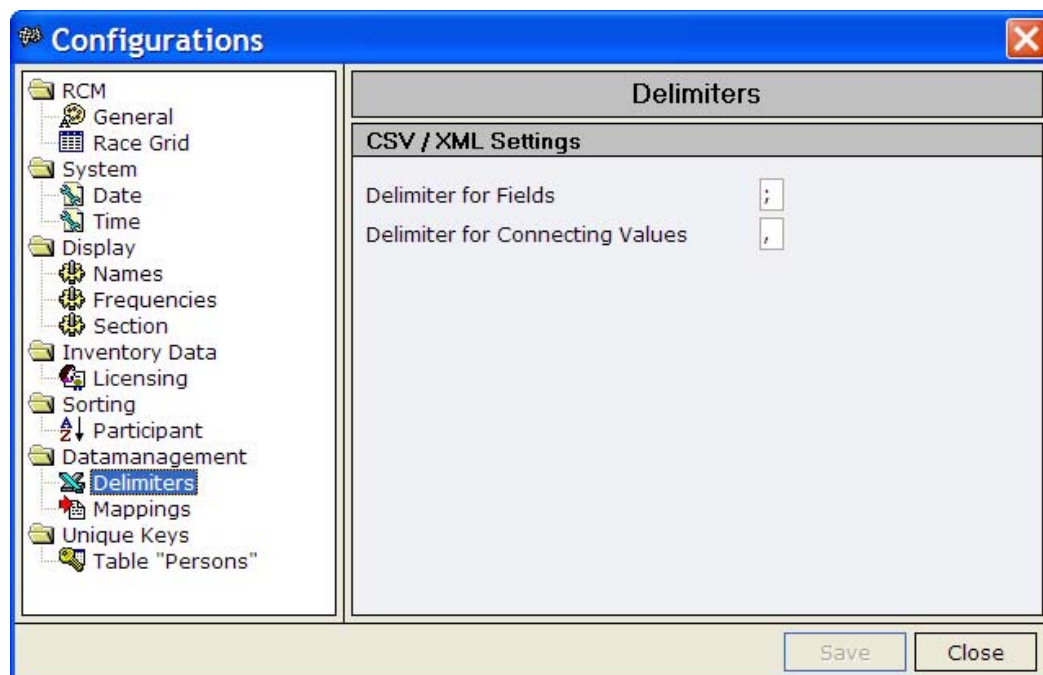 Configurations
RCM
General
Race Grid
System
Date
Time
Display
Names
Frequencies
Section
Inventory Data
Licensing
Sorting
Participant
Datamanagement
Delimiters
Mappings
Unique Keys
Table "Persons"
Delimiters
CSV / XML Settings
Delimiter for Fields ;
Delimiter for Connecting Values ,
Save Close